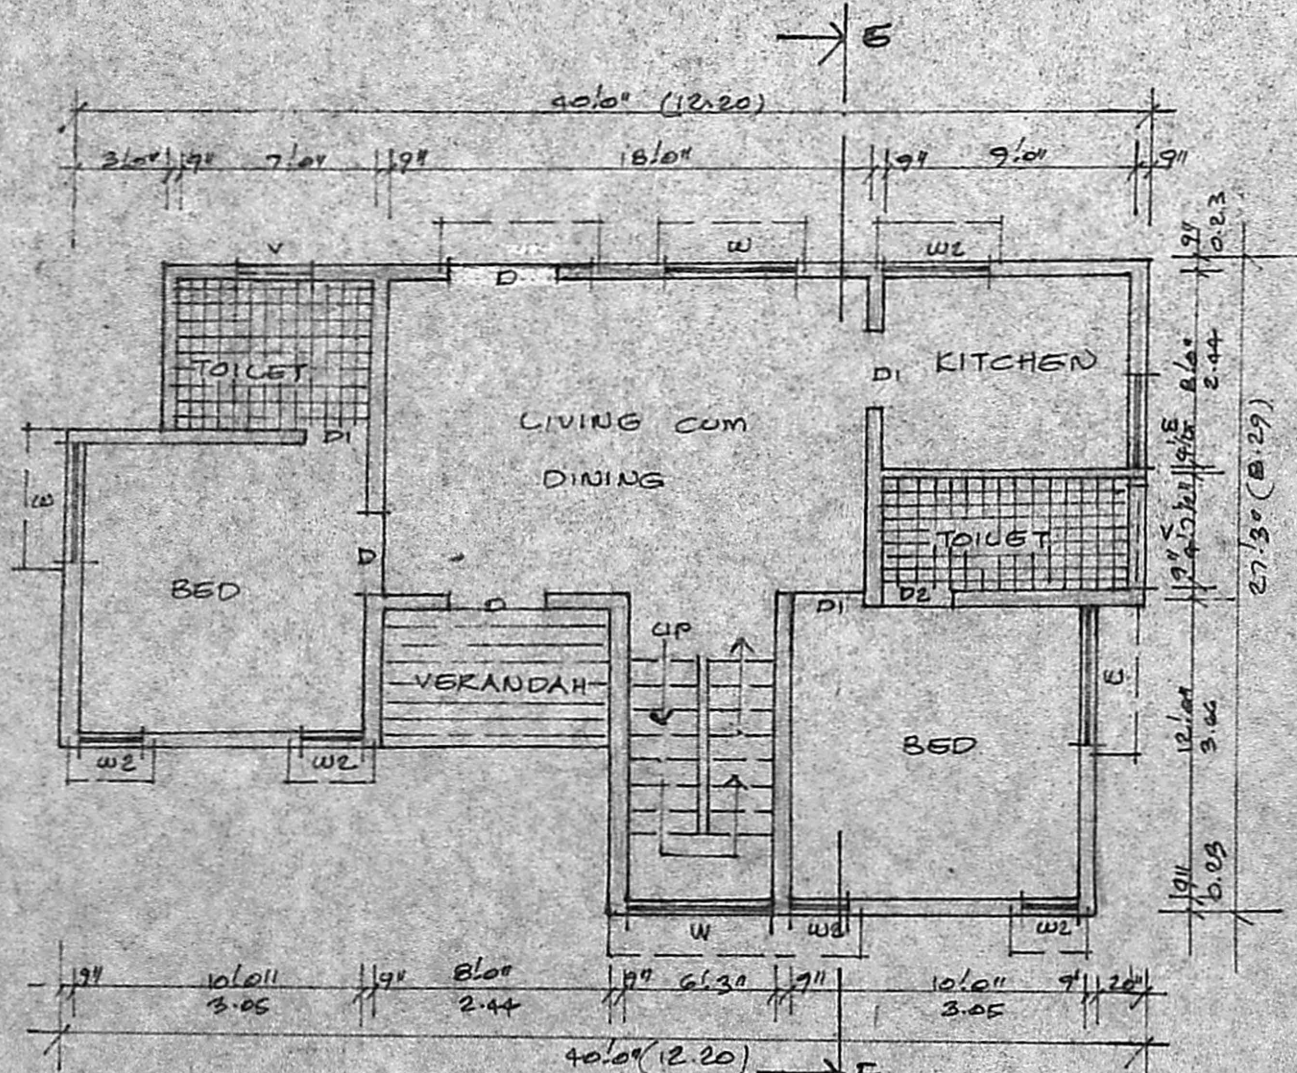 40'.0" (12.20)
3'.0" 9" 7'.0" 9" 18'.0" 9" 9'.0" 9"
V
W
W2
D
9"
0.23
TOILET
D1
KITCHEN
8'.0"
2.44
LIVING CUM
DINING
D1
W
27'.30 (8.29)
TOILET
D
BED
D
D1
D2
UP
VERANDAH
BED
12'.0"
3.66
W2
W2
W
W2
W2
9"
0.23
9" 10'.0" 9" 8'.0" 9" 6'.3" 9" 10'.0" 9" 2'.0"
3.05 2.44 3.05
40'.0" (12.20)